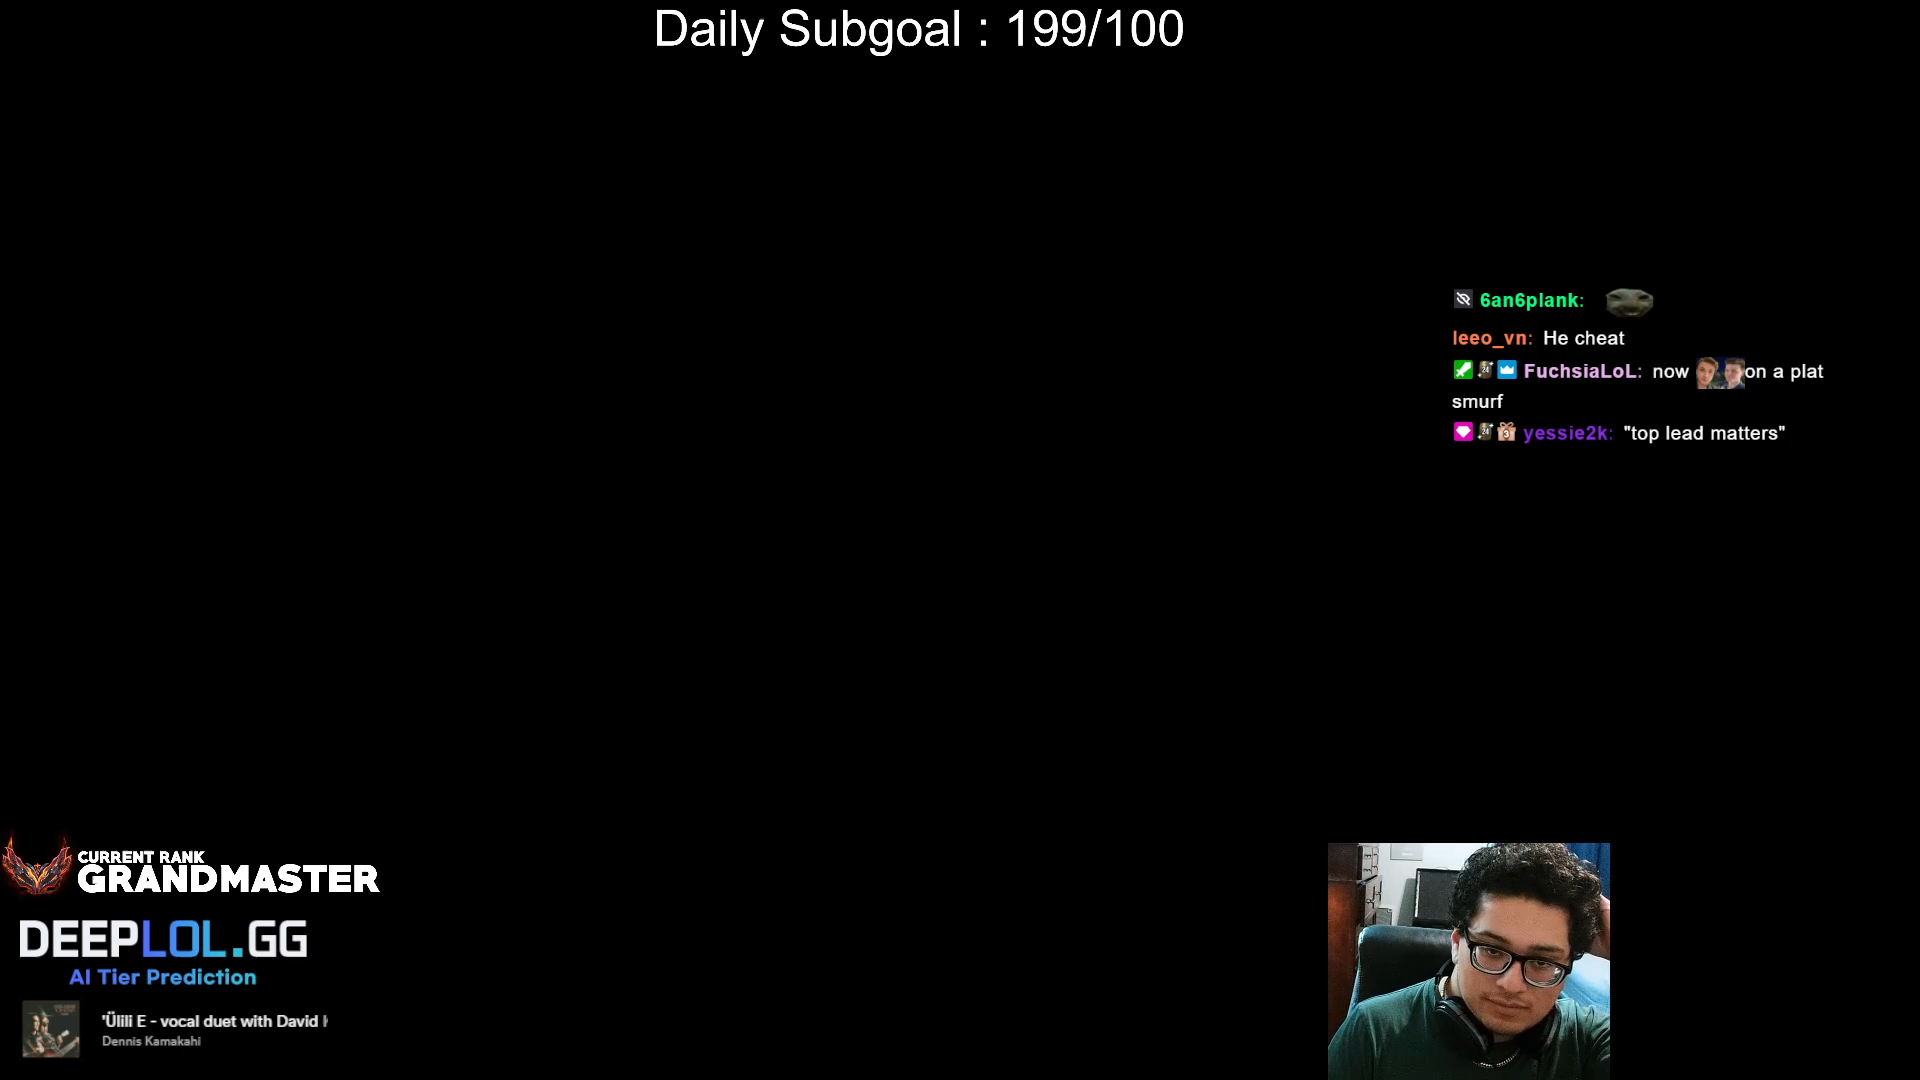 Daily Subgoal : 199/100
6an6plank:
leeo_vn: He cheat
FuchsiaLoL: now on a plat
smurf
yessie2k: "top lead matters"
CURRENT RANK
GRANDMASTER
DEEPLOL.GG
AI Tier Prediction
'Ūlili E - vocal duet with David
Dennis Kamakahi